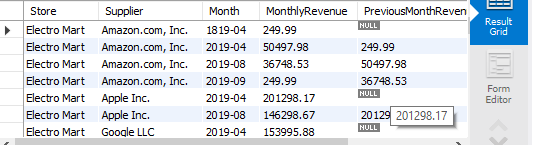 Store Supplier Month MonthlyRevenue PreviousMonthReven
Electro Mart Amazon.com, Inc. 1819-04 249.99 NULL
Electro Mart Amazon.com, Inc. 2019-04 50497.98 249.99
Electro Mart Amazon.com, Inc. 2019-08 36748.53 50497.98
Electro Mart Amazon.com, Inc. 2019-09 249.99 36748.53
Electro Mart Apple Inc. 2019-04 201298.17 NULL
Electro Mart Apple Inc. 2019-08 146298.67 2012 201298.17
Electro Mart Google LLC 2019-04 153995.88 NULL
Result
Grid
Form
Editor